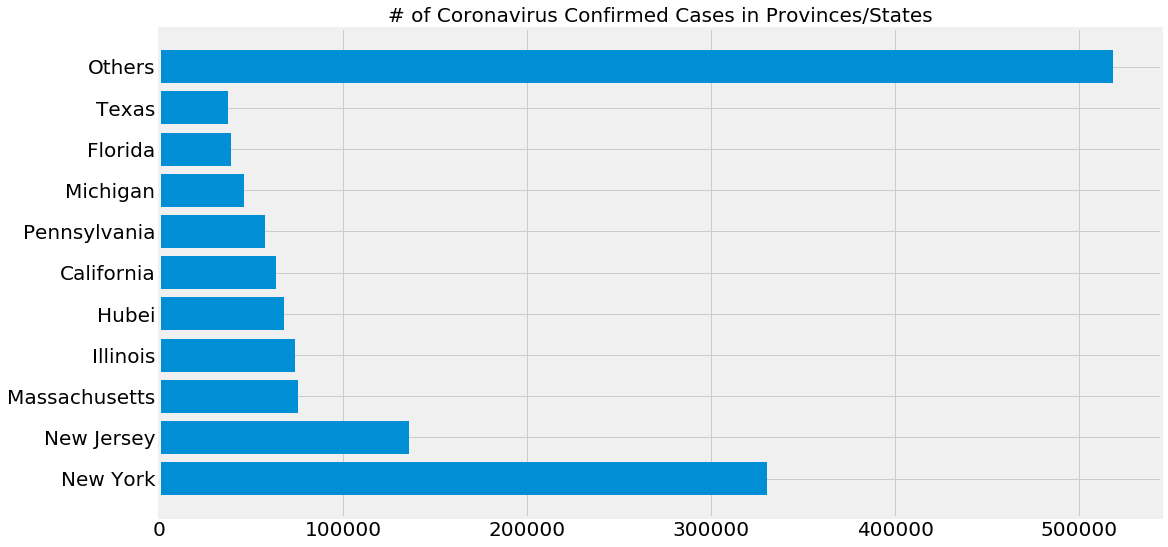 # of Coronavirus Confirmed Cases in Provinces/States
Others
Texas
Florida
Michigan
Pennsylvania
California
Hubei
Illinois
Massachusetts
New Jersey
New York
0 100000 200000 300000 400000 500000